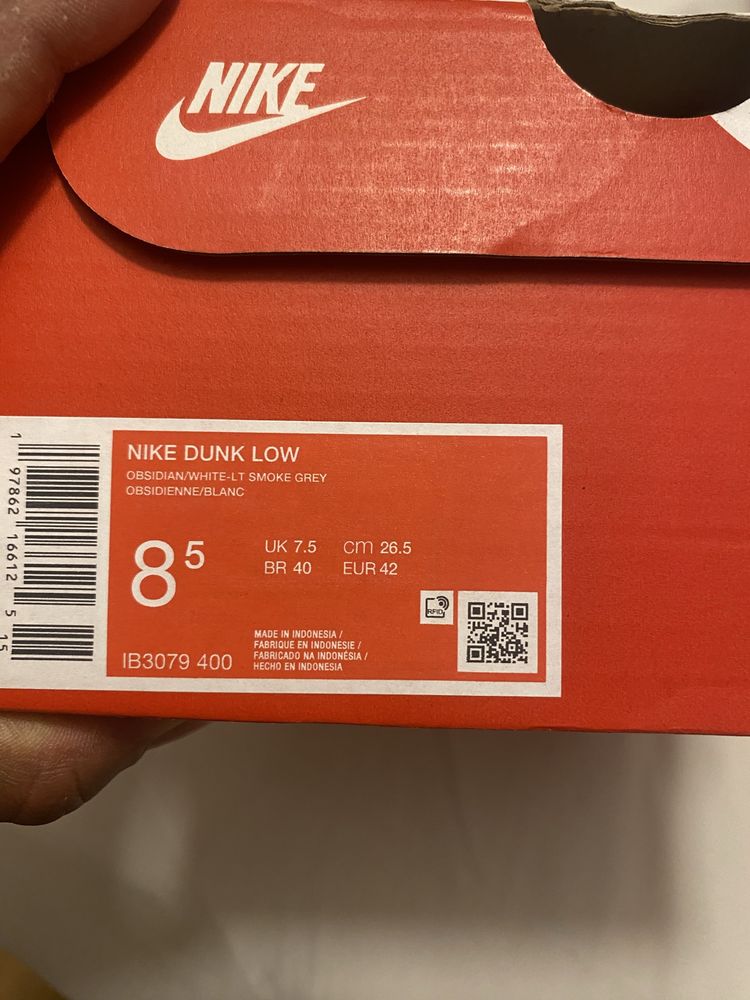 NIKE
NIKE DUNK LOW
OBSIDIAN/WHITE-LT SMOKE GREY
OBSIDIENNE/BLANC
8 5
UK 7.5 cm 26.5
BR 40 EUR 42
RFID
MADE IN INDONESIA /
FABRIQUE EN INDONESIE /
FABRICADO NA INDONÉSIA /
HECHO EN INDONESIA
IB3079 400
1 97862 16612 5 15